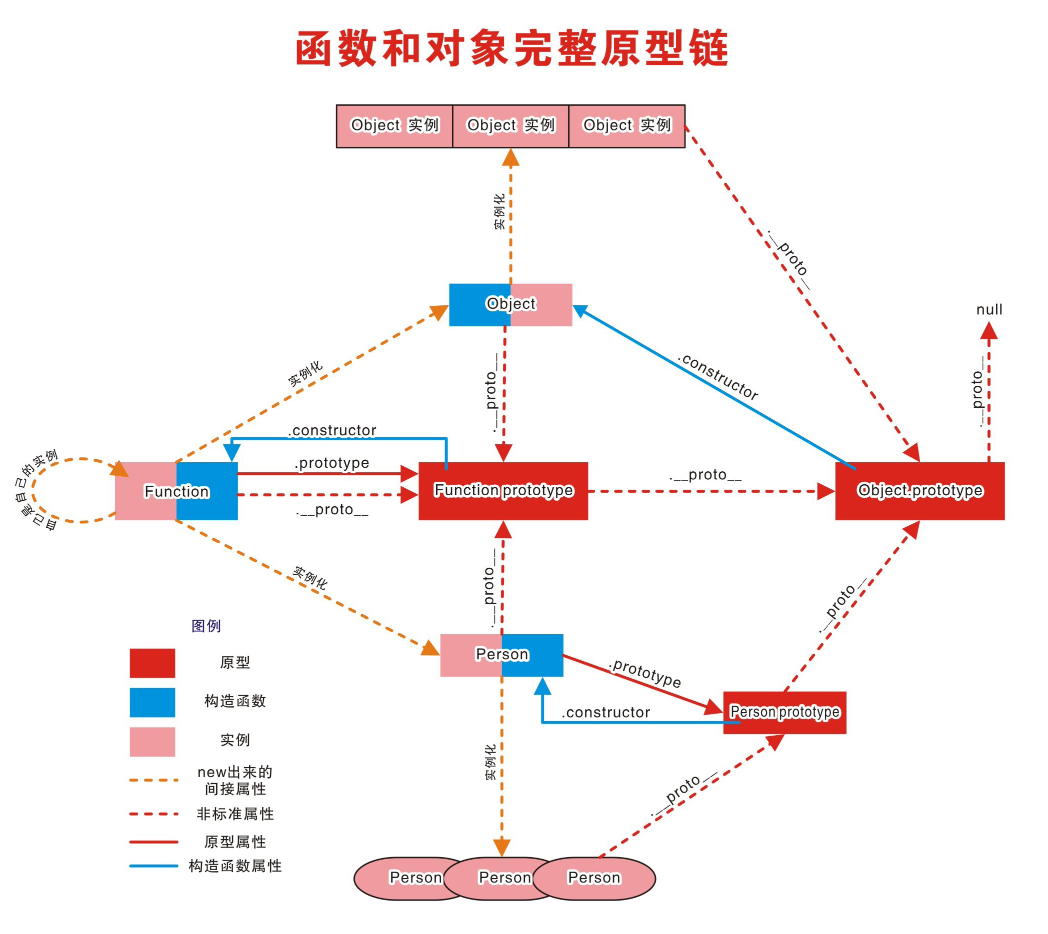 函数和对象完整原型链
Object 实例
Object 实例
Object 实例
实例化
.__proto__
Object
null
实例化
.__proto__
.constructor
.__proto__
.constructor
自己是自己的实例
Function
.prototype
.__proto__
Function prototype
.__proto__
Object.prototype
实例化
.__proto__
.__proto__
图例
Person
原型
.prototype
构造函数
.constructor
Person prototype
实例
实例化
new出来的
间接属性
.__proto__
非标准属性
原型属性
构造函数属性
Person
Person
Person